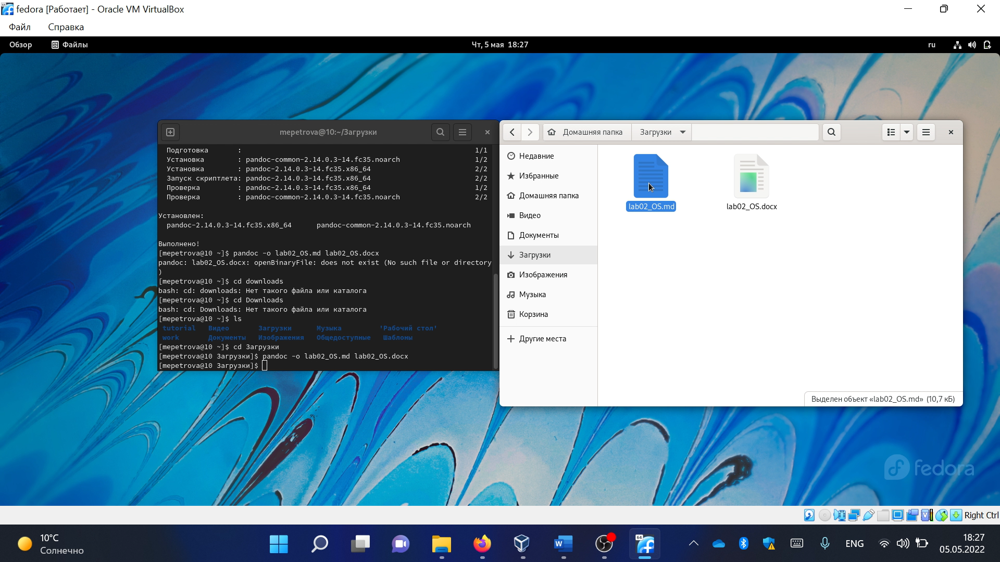 fedora [Работает] - Oracle VM VirtualBox
Файл Справка
Обзор Файлы Чт, 5 мая 18:27 ru
mepetrova@10:~/Загрузки
Подготовка : 1/1
Установка : pandoc-common-2.14.0.3-14.fc35.noarch 1/2
Установка : pandoc-2.14.0.3-14.fc35.x86_64 2/2
Запуск скриптлета: pandoc-2.14.0.3-14.fc35.x86_64 2/2
Проверка : pandoc-2.14.0.3-14.fc35.x86_64 1/2
Проверка : pandoc-common-2.14.0.3-14.fc35.noarch 2/2
Установлен:
pandoc-2.14.0.3-14.fc35.x86_64 pandoc-common-2.14.0.3-14.fc35.noarch
Выполнено!
[mepetrova@10 ~]$ pandoc -o lab02_OS.md lab02_OS.docx
pandoc: lab02_OS.docx: openBinaryFile: does not exist (No such file or directory
)
[mepetrova@10 ~]$ cd downloads
bash: cd: downloads: Нет такого файла или каталога
[mepetrova@10 ~]$ cd Downloads
bash: cd: Downloads: Нет такого файла или каталога
[mepetrova@10 ~]$ ls
tutorial Видео Загрузки Музыка 'Рабочий стол'
work Документы Изображения Общедоступные Шаблоны
[mepetrova@10 ~]$ cd Загрузки
[mepetrova@10 Загрузки]$ pandoc -o lab02_OS.md lab02_OS.docx
[mepetrova@10 Загрузки]$
Домашняя папка Загрузки
Недавние
Избранные
Домашняя папка
Видео
Документы
Загрузки
Изображения
Музыка
Корзина
Другие места
lab02_OS.md lab02_OS.docx
Выделен объект «lab02_OS.md» (10,7 кБ)
fedora
Right Ctrl
10°C
Солнечно
64
ENG
18:27
05.05.2022